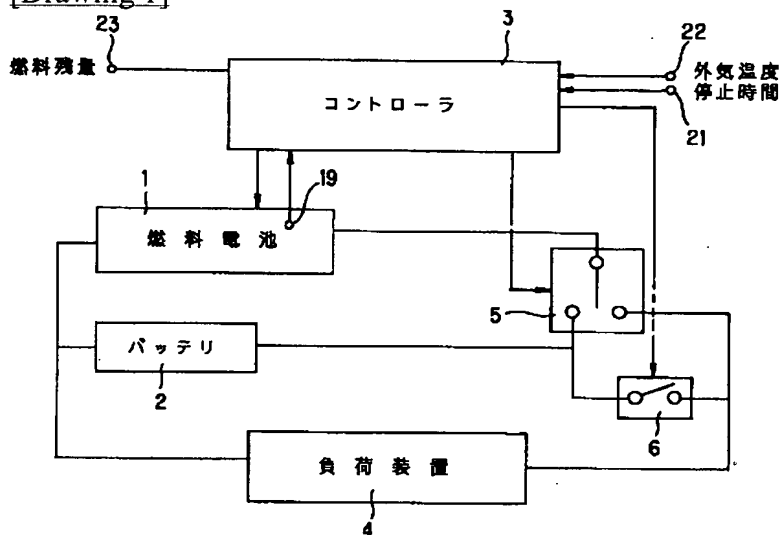 [Drawing 1]
23
3
22
燃料残量
外気温度
コントローラ
停止時間
21
1
19
燃料電池
5
バッテリ
2
6
負荷装置
4